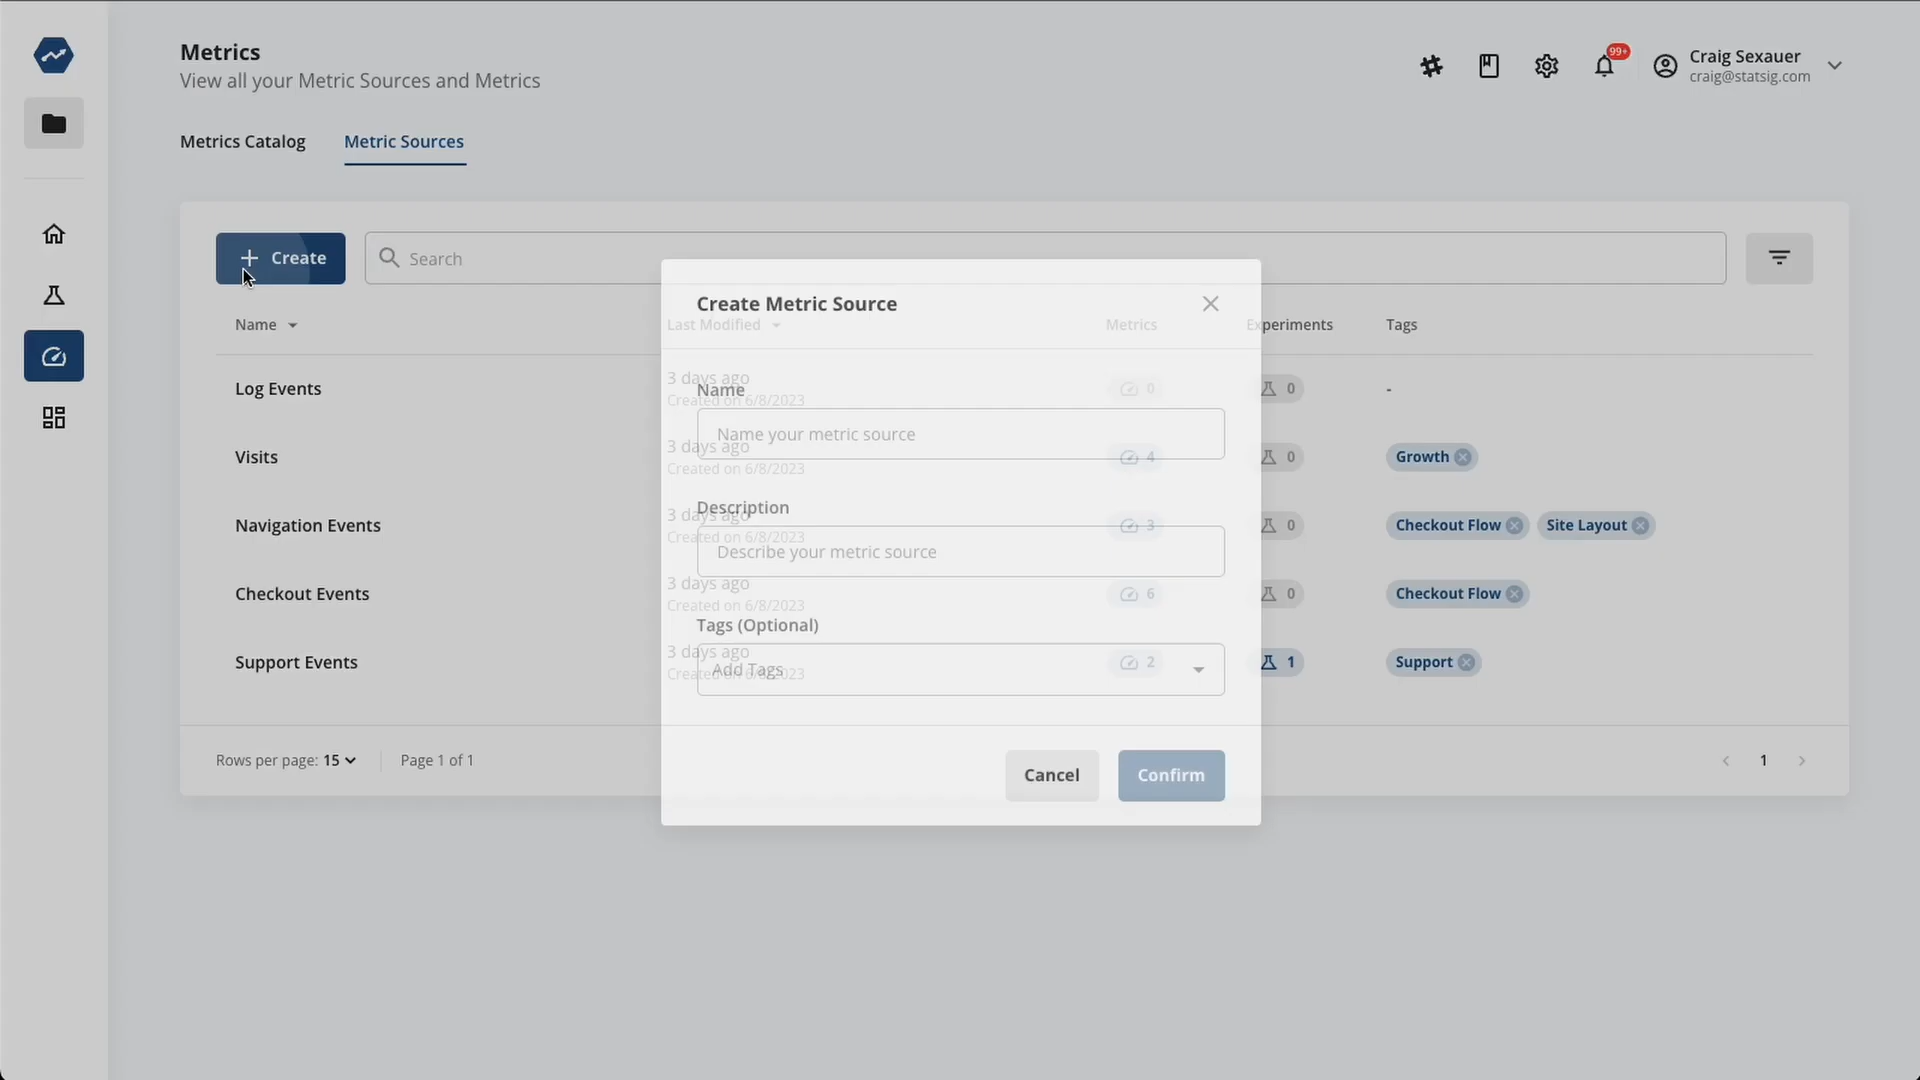 Metrics
View all your Metric Sources and Metrics
99+
Craig Sexauer
craig@statsig.com
Metrics Catalog
Metric Sources
Create
Search
Create Metric Source
Name
Last Modified
Metrics
Experiments
Tags
Log Events
3 days ago
Created on 6/8/2023
0
0
-
Name
Name your metric source
Visits
3 days ago
Created on 6/8/2023
4
0
Growth
Description
Describe your metric source
Navigation Events
3 days ago
Created on 6/8/2023
3
0
Checkout Flow
Site Layout
Checkout Events
3 days ago
Created on 6/8/2023
6
0
Checkout Flow
Tags (Optional)
Add Tags
Support Events
3 days ago
Created on 6/8/2023
2
1
Support
Rows per page: 15
Page 1 of 1
1
Cancel
Confirm